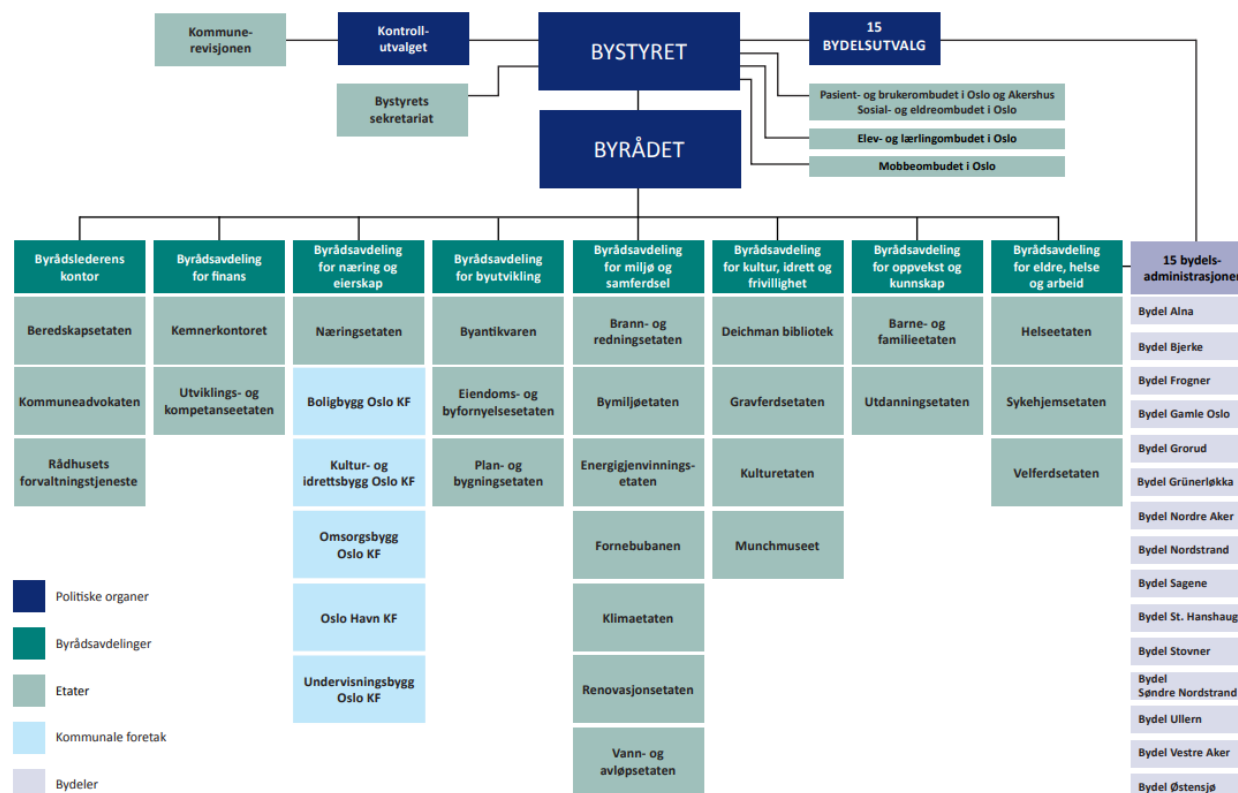 Kommune-
revisjonen
Kontroll-
utvalget
BYSTYRET
15
BYDELSUTVALG
Bystyrets
sekretariat
Pasient- og brukerombudet i Oslo og Akershus
Sosial- og eldreombudet i Oslo
Elev- og lærlingombudet i Oslo
Mobbeombudet i Oslo
BYRÅDET
Byrådslederens
kontor
Beredskapsetaten
Kommuneadvokaten
Rådhusets
forvaltningstjeneste
Byrådsavdeling
for finans
Kemnerkontoret
Utviklings- og
kompetanseetaten
Byrådsavdeling
for næring og
eierskap
Næringsetaten
Boligbygg Oslo KF
Kultur- og
idrettsbygg Oslo KF
Omsorgsbygg
Oslo KF
Oslo Havn KF
Undervisningsbygg
Oslo KF
Byrådsavdeling
for byutvikling
Byantikvaren
Eiendoms- og
byfornyelsesetaten
Plan- og
bygningsetaten
Byrådsavdeling
for miljø og
samferdsel
Brann- og
redningsetaten
Bymiljøetaten
Energigjenvinnings-
etaten
Fornebubanen
Klimaetaten
Renovasjonsetaten
Vann- og
avløpsetaten
Byrådsavdeling
for kultur, idrett og
frivillighet
Deichman bibliotek
Gravferdsetaten
Kulturetaten
Munchmuseet
Byrådsavdeling
for oppvekst og
kunnskap
Barne- og
familieetaten
Utdanningsetaten
Byrådsavdeling
for eldre, helse
og arbeid
Helseetaten
Sykehjemsetaten
Velferdsetaten
15 bydels-
administrasjoner
Bydel Alna
Bydel Bjerke
Bydel Frogner
Bydel Gamle Oslo
Bydel Grorud
Bydel Grünerløkka
Bydel Nordre Aker
Bydel Nordstrand
Bydel Sagene
Bydel St. Hanshaug
Bydel Stovner
Bydel
Søndre Nordstrand
Bydel Ullern
Bydel Vestre Aker
Bydel Østensjø
Politiske organer
Byrådsavdelinger
Etater
Kommunale foretak
Bydeler